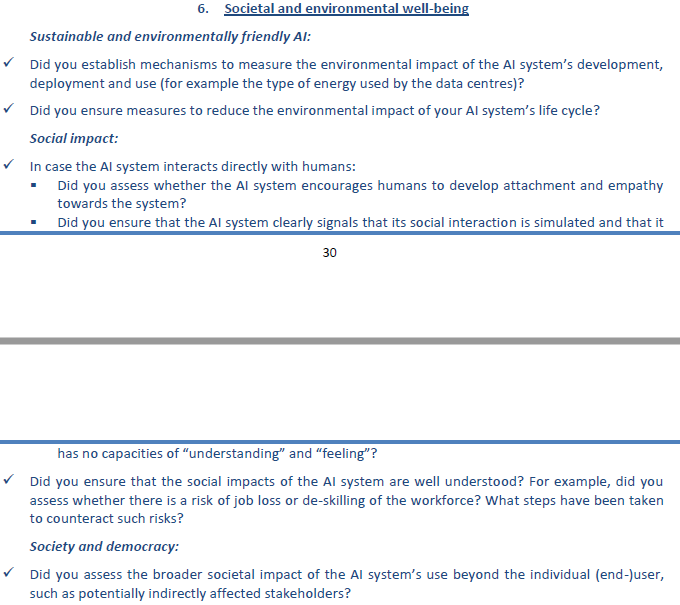 6. Societal and environmental well-being
Sustainable and environmentally friendly AI:
✓ Did you establish mechanisms to measure the environmental impact of the AI system's development,
deployment and use (for example the type of energy used by the data centres)?
✓ Did you ensure measures to reduce the environmental impact of your AI system's life cycle?
Social impact:
✓ In case the AI system interacts directly with humans:
▪ Did you assess whether the AI system encourages humans to develop attachment and empathy
towards the system?
▪ Did you ensure that the AI system clearly signals that its social interaction is simulated and that it
30
has no capacities of “understanding” and “feeling”?
✓ Did you ensure that the social impacts of the AI system are well understood? For example, did you
assess whether there is a risk of job loss or de-skilling of the workforce? What steps have been taken
to counteract such risks?
Society and democracy:
✓ Did you assess the broader societal impact of the AI system's use beyond the individual (end-)user,
such as potentially indirectly affected stakeholders?